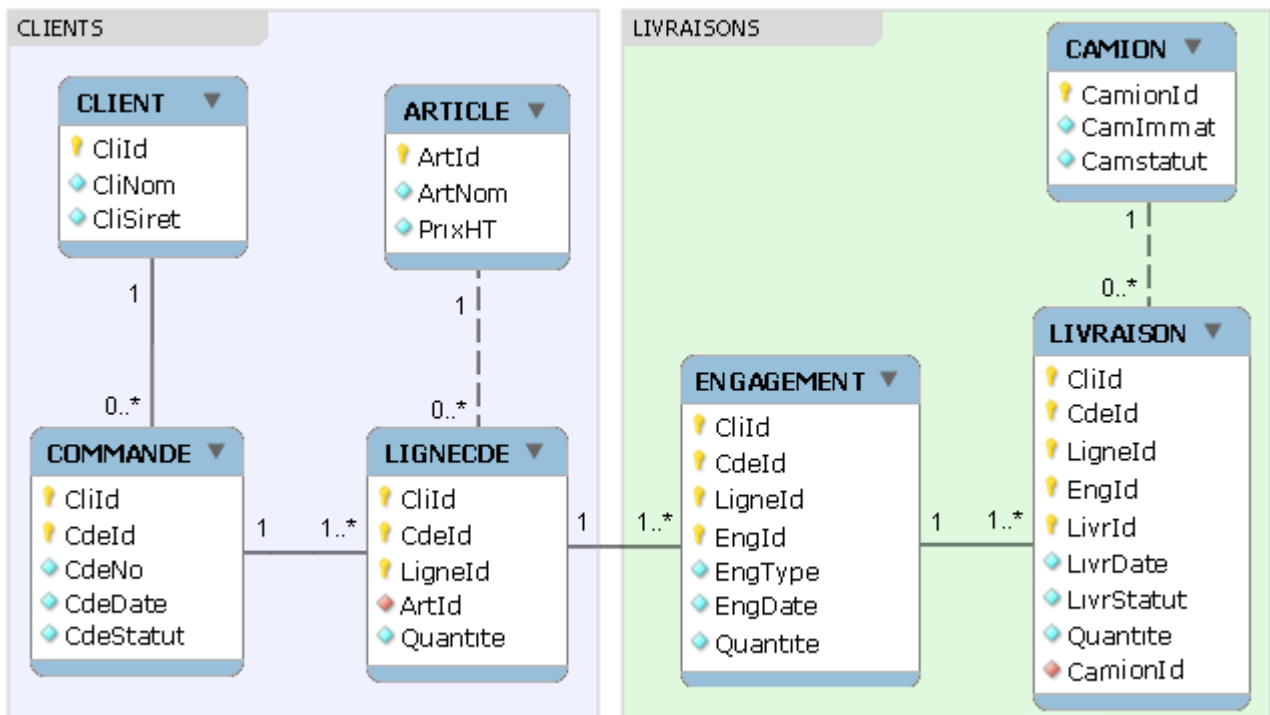 CLIENTS
CLIENT
CliId
CliNom
CliSiret
ARTICLE
ArtId
ArtNom
PrixHT
1
0..*
1
0..*
COMMANDE
CliId
CdeId
CdeNo
CdeDate
CdeStatut
1
1..*
LIGNECDE
CliId
CdeId
LigneId
ArtId
Quantite
1
1..*
LIVRAISONS
CAMION
CamionId
CamImmat
Camstatut
1
0..*
ENGAGEMENT
CliId
CdeId
LigneId
EngId
EngType
EngDate
Quantite
1
1..*
LIVRAISON
CliId
CdeId
LigneId
EngId
LivrId
LivrDate
LivrStatut
Quantite
CamionId